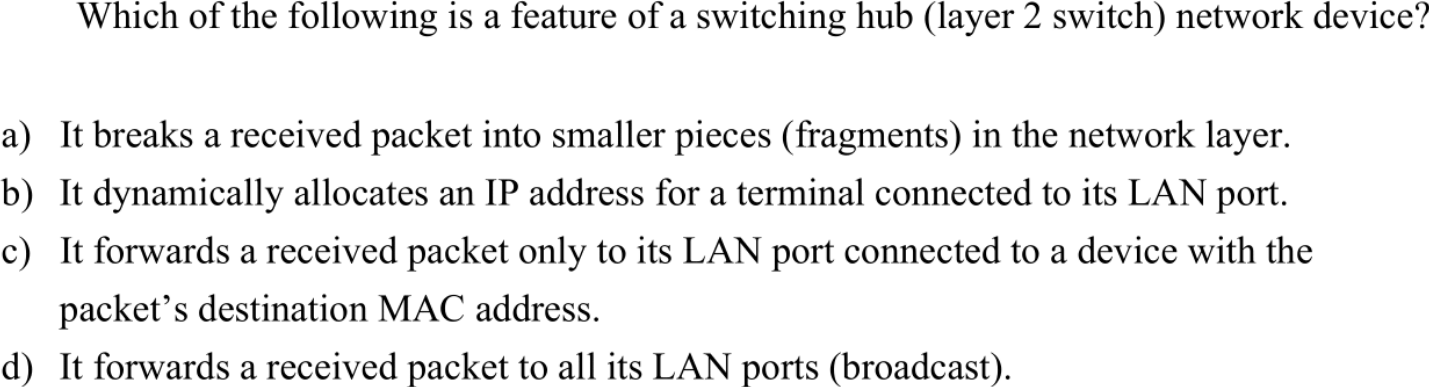 Which of the following is a feature of a switching hub (layer 2 switch) network device?
a) It breaks a received packet into smaller pieces (fragments) in the network layer.
b) It dynamically allocates an IP address for a terminal connected to its LAN port.
c) It forwards a received packet only to its LAN port connected to a device with the
packet’s destination MAC address.
d) It forwards a received packet to all its LAN ports (broadcast).